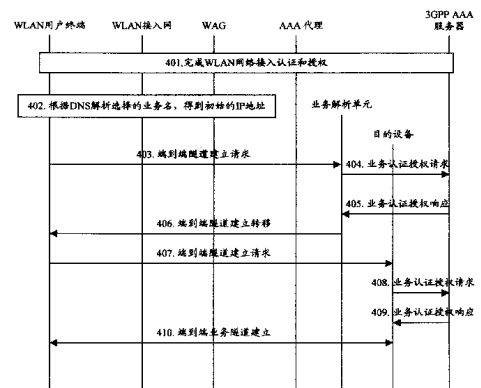 WLAN用户终端
WLAN接入网
WAG
AAA 代理
3GPP AAA
服务器
401.完成WLAN网络接入认证和授权
402. 根据DNS解析选择的业务名，得到初始的IP地址
业务解析单元
目的设备
403. 端到端隧道建立请求
404. 业务认证授权请求
405. 业务认证授权响应
406. 端到端隧道建立转移
407. 端到端隧道建立请求
408. 业务认证授权请求
409. 业务认证授权响应
410. 端到端业务隧道建立